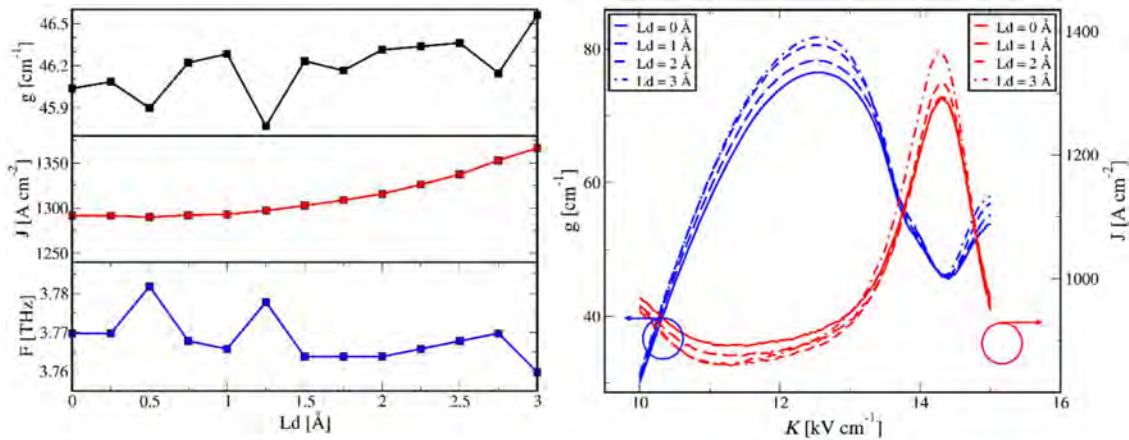 46.5
46.2
45.9
g [cm⁻¹]
1350
1300
1250
J [A cm⁻²]
3.78
3.77
3.76
F [THz]
0 0.5 1 1.5 2 2.5 3
Ld [Å]
Ld = 0 Å
Ld = 1 Å
Ld = 2 Å
Ld = 3 Å
Ld = 0 Å
Ld = 1 Å
Ld = 2 Å
Ld = 3 Å
80
60
40
g [cm⁻¹]
1400
1200
1000
J [A cm⁻²]
10 12 14 16
K [kV cm⁻¹]